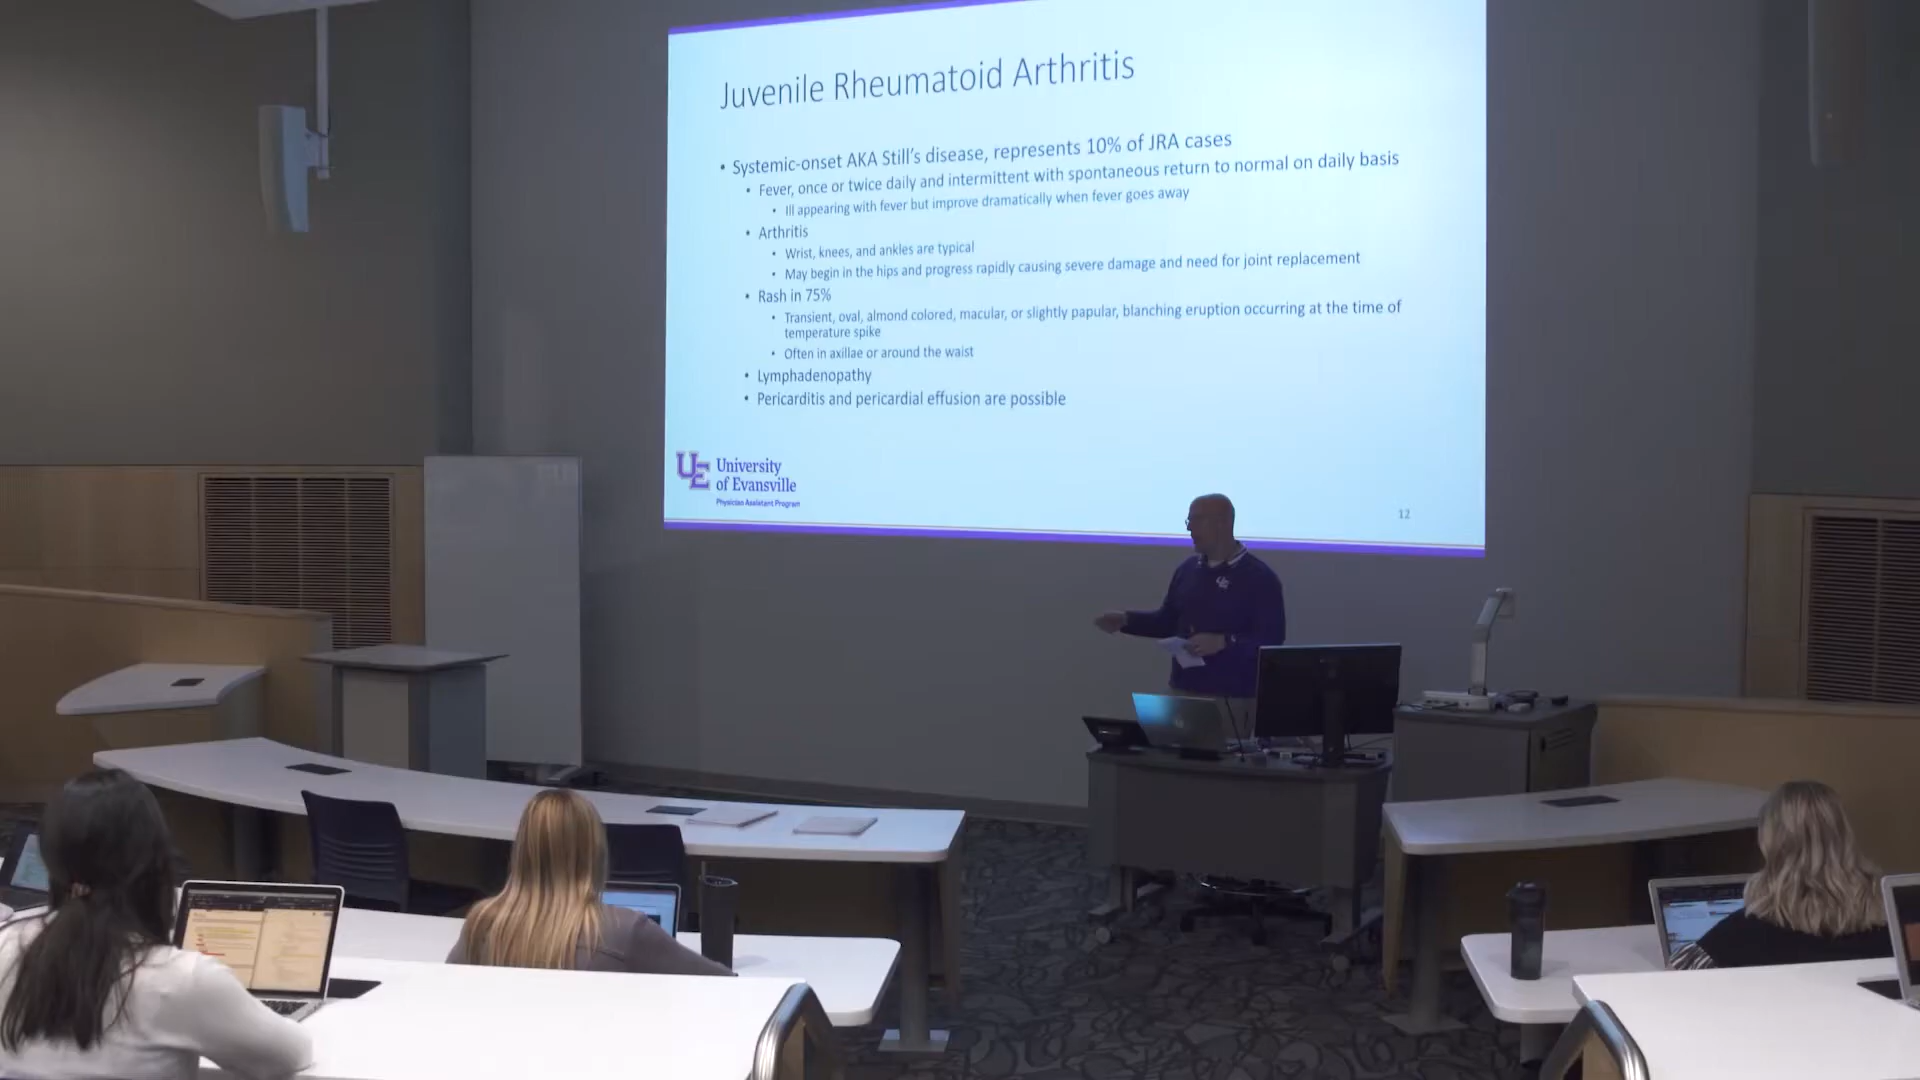 Juvenile Rheumatoid Arthritis
• Systemic-onset AKA Still's disease, represents 10% of JRA cases
• Fever, once or twice daily and intermittent with spontaneous return to normal on daily basis
• Ill appearing with fever but improve dramatically when fever goes away
• Arthritis
• Wrist, knees, and ankles are typical
• May begin in the hips and progress rapidly causing severe damage and need for joint replacement
• Rash in 75%
• Transient, oval, almond colored, macular, or slightly papular, blanching eruption occurring at the time of
temperature spike
• Often in axillae or around the waist
• Lymphadenopathy
• Pericarditis and pericardial effusion are possible
UE
University
of Evansville
Physician Assistant Program
12
UE